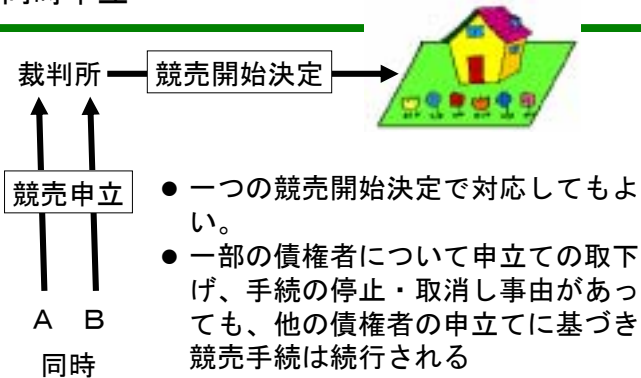 同時申立
裁判所
競売開始決定
競売申立
● 一つの競売開始決定で対応してもよ
い。
● 一部の債権者について申立ての取下
げ、手続の停止・取消し事由があっ
ても、他の債権者の申立てに基づき
競売手続は続行される
A B
同時